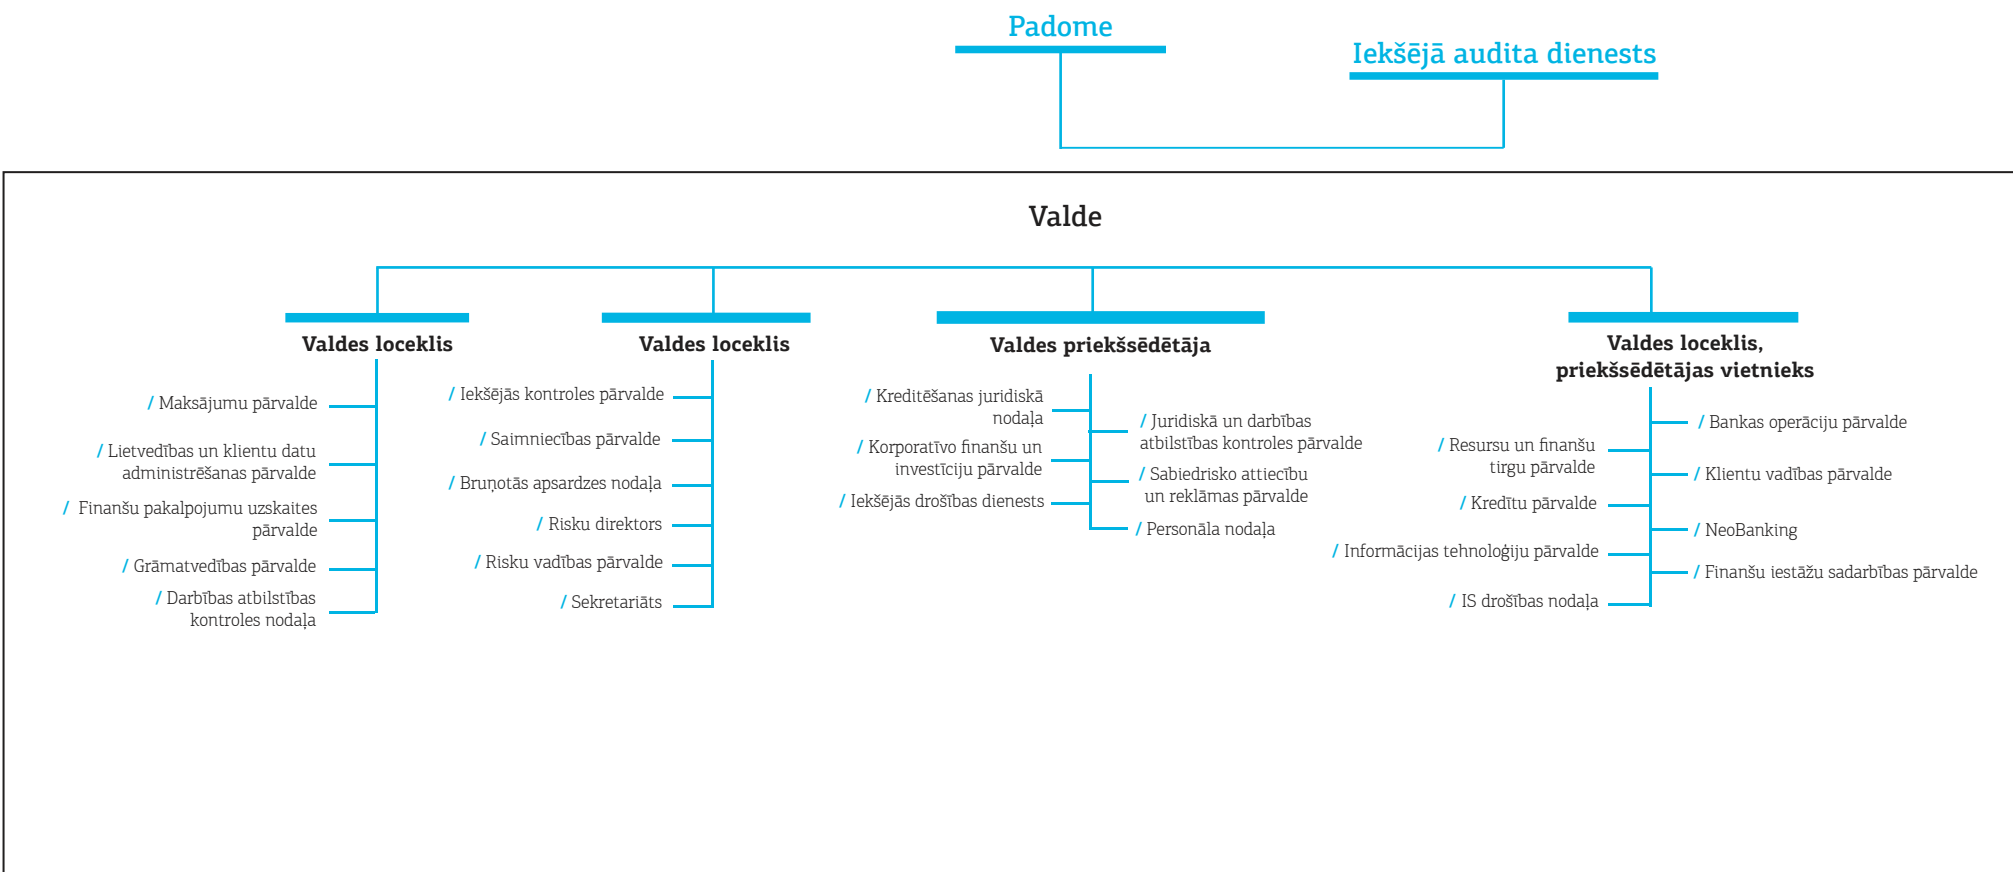 Padome
Iekšējā audita dienests
Valde
Valdes loceklis
/ Maksājumu pārvalde
/ Lietvedības un klientu datu
administrēšanas pārvalde
/ Finanšu pakalpojumu uzskaites
pārvalde
/ Grāmatvedības pārvalde
/ Darbības atbilstības
kontroles nodaļa
Valdes loceklis
/ Iekšējās kontroles pārvalde
/ Saimniecības pārvalde
/ Bruņotās apsardzes nodaļa
/ Risku direktors
/ Risku vadības pārvalde
/ Sekretariāts
Valdes priekšsēdētāja
/ Kreditēšanas juridiskā
nodaļa
/ Korporatīvo finanšu un
investīciju pārvalde
/ Iekšējās drošības dienests
/ Juridiskā un darbības
atbilstības kontroles pārvalde
/ Sabiedrisko attiecību
un reklāmas pārvalde
/ Personāla nodaļa
Valdes loceklis,
priekšsēdētājas vietnieks
/ Resursu un finanšu
tirgu pārvalde
/ Kredītu pārvalde
/ Informācijas tehnoloģiju pārvalde
/ IS drošības nodaļa
/ Bankas operāciju pārvalde
/ Klientu vadības pārvalde
/ NeoBanking
/ Finanšu iestāžu sadarbības pārvalde